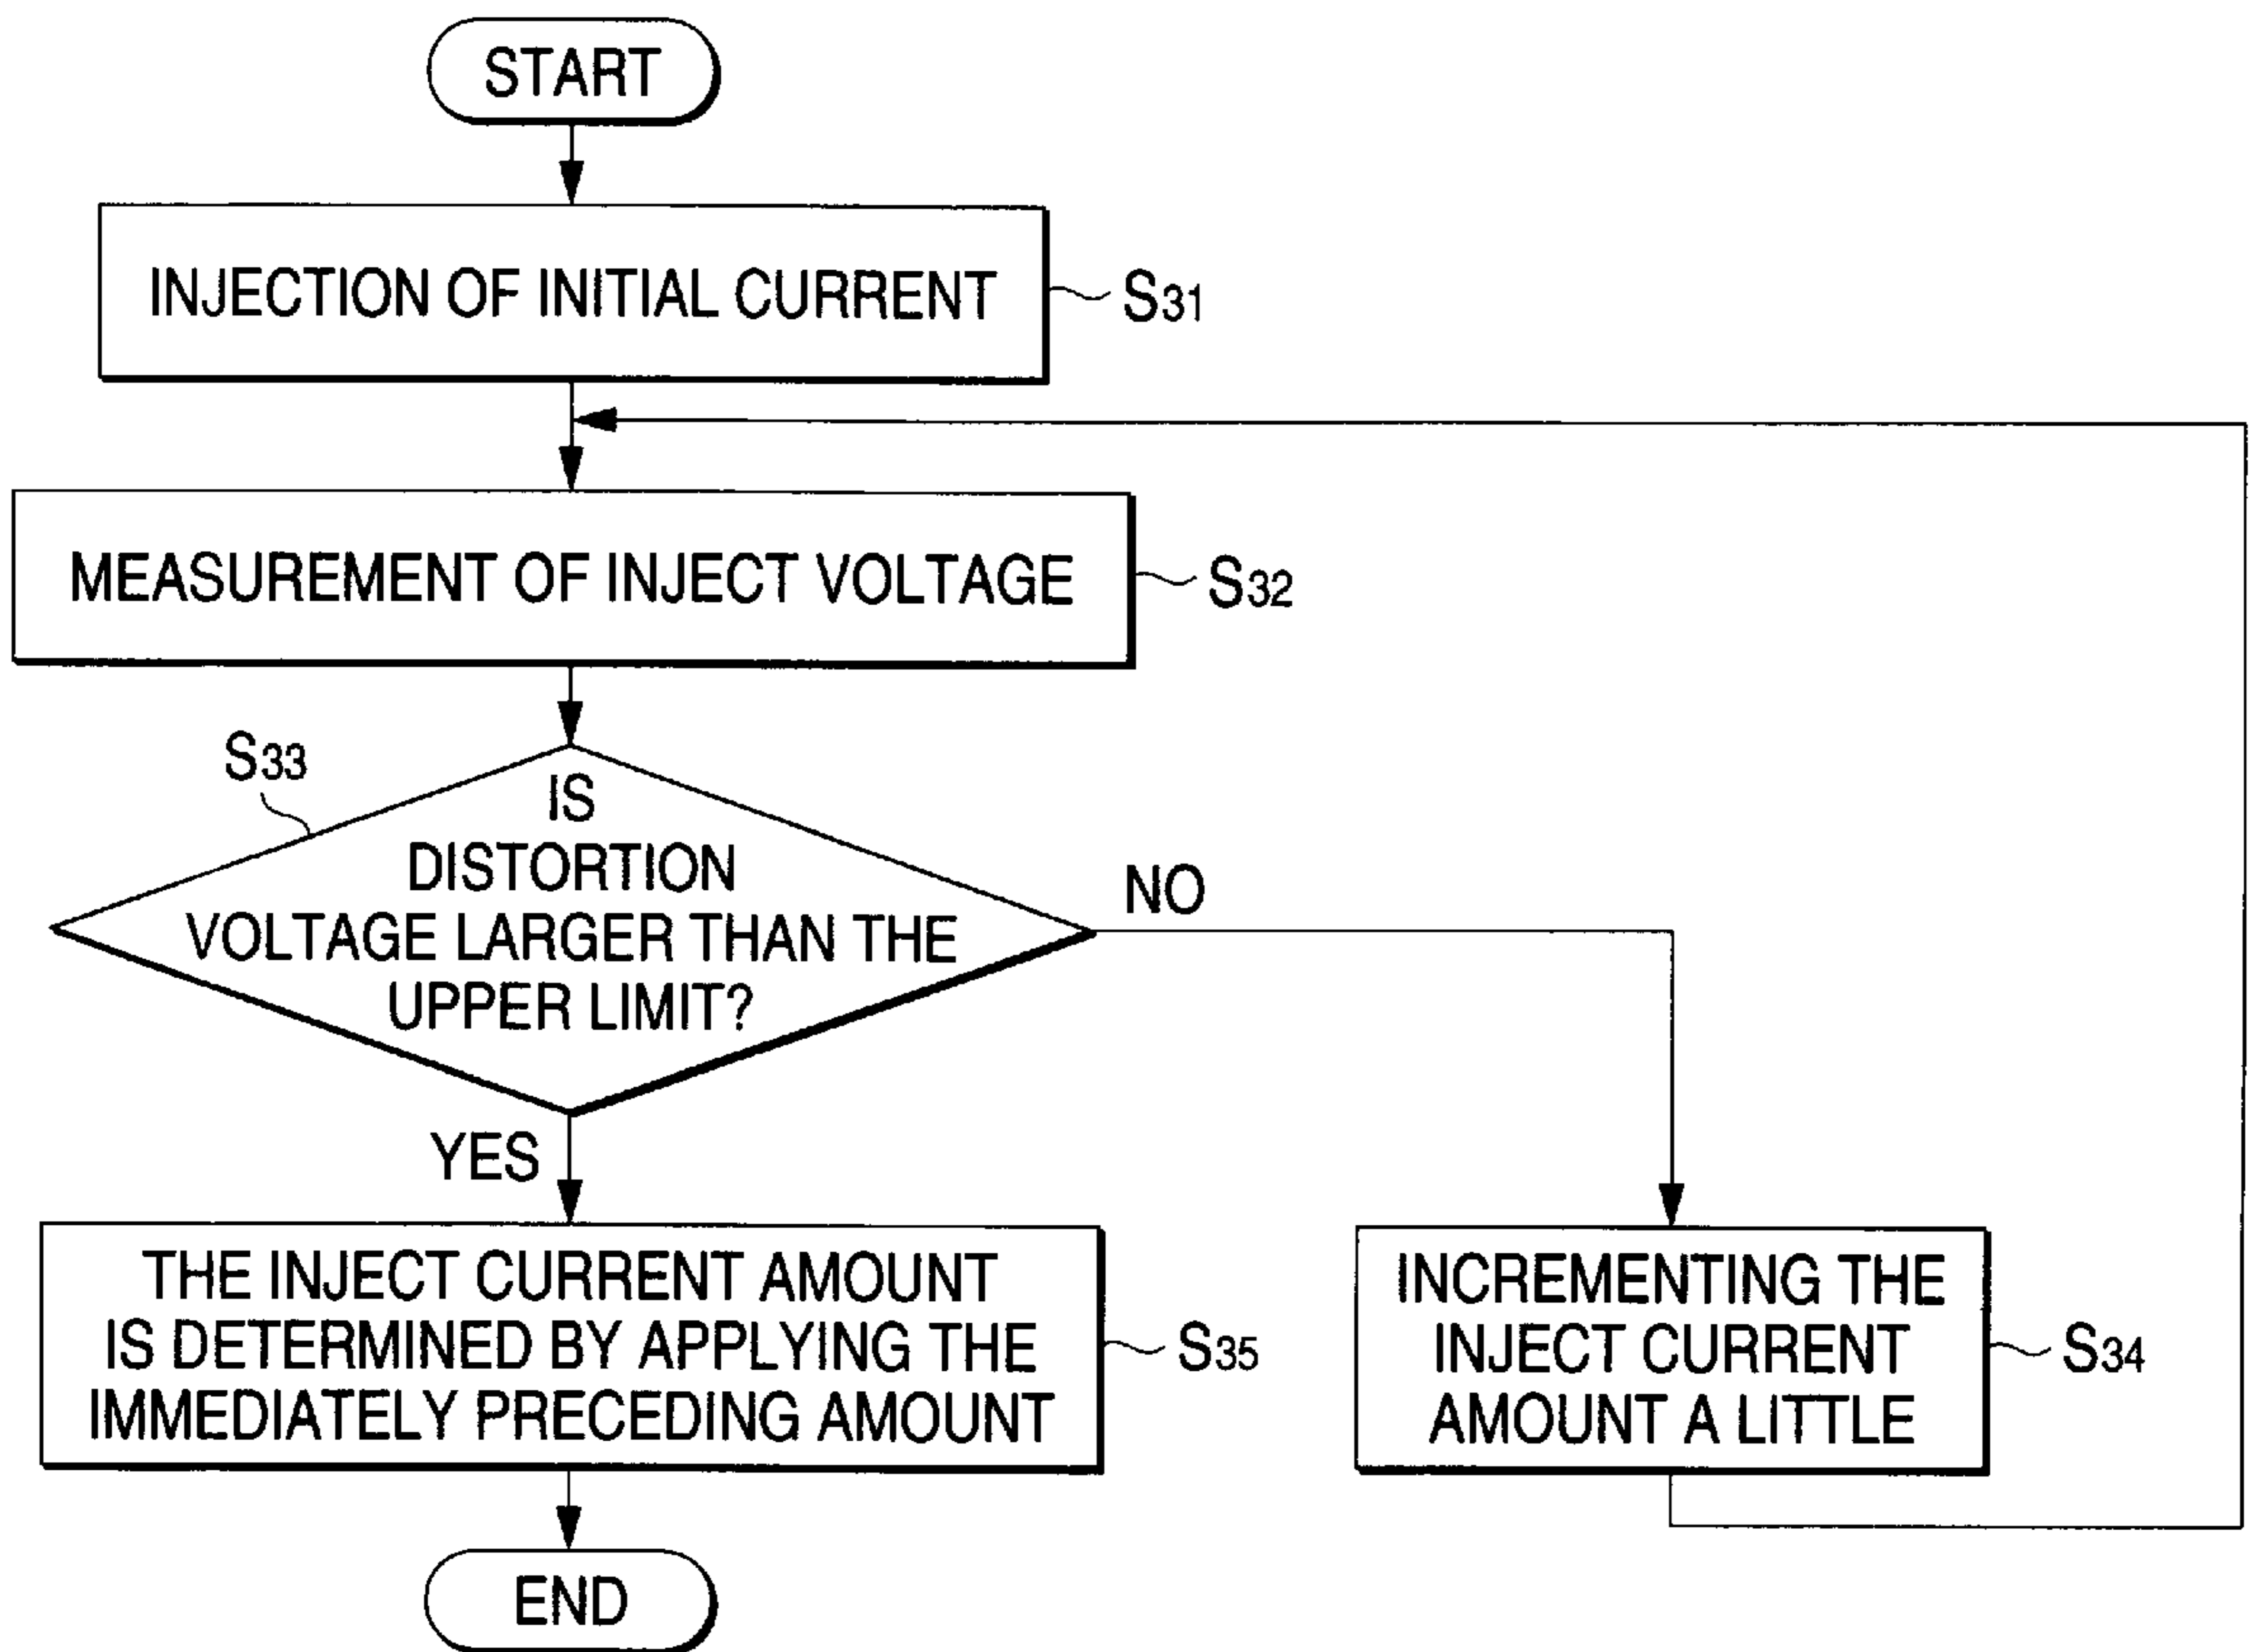 START
INJECTION OF INITIAL CURRENT
S31
MEASUREMENT OF INJECT VOLTAGE
S32
S33
IS
DISTORTION
VOLTAGE LARGER THAN THE
UPPER LIMIT?
NO
YES
THE INJECT CURRENT AMOUNT
IS DETERMINED BY APPLYING THE
IMMEDIATELY PRECEDING AMOUNT
S35
INCREMENTING THE
INJECT CURRENT
AMOUNT A LITTLE
S34
END